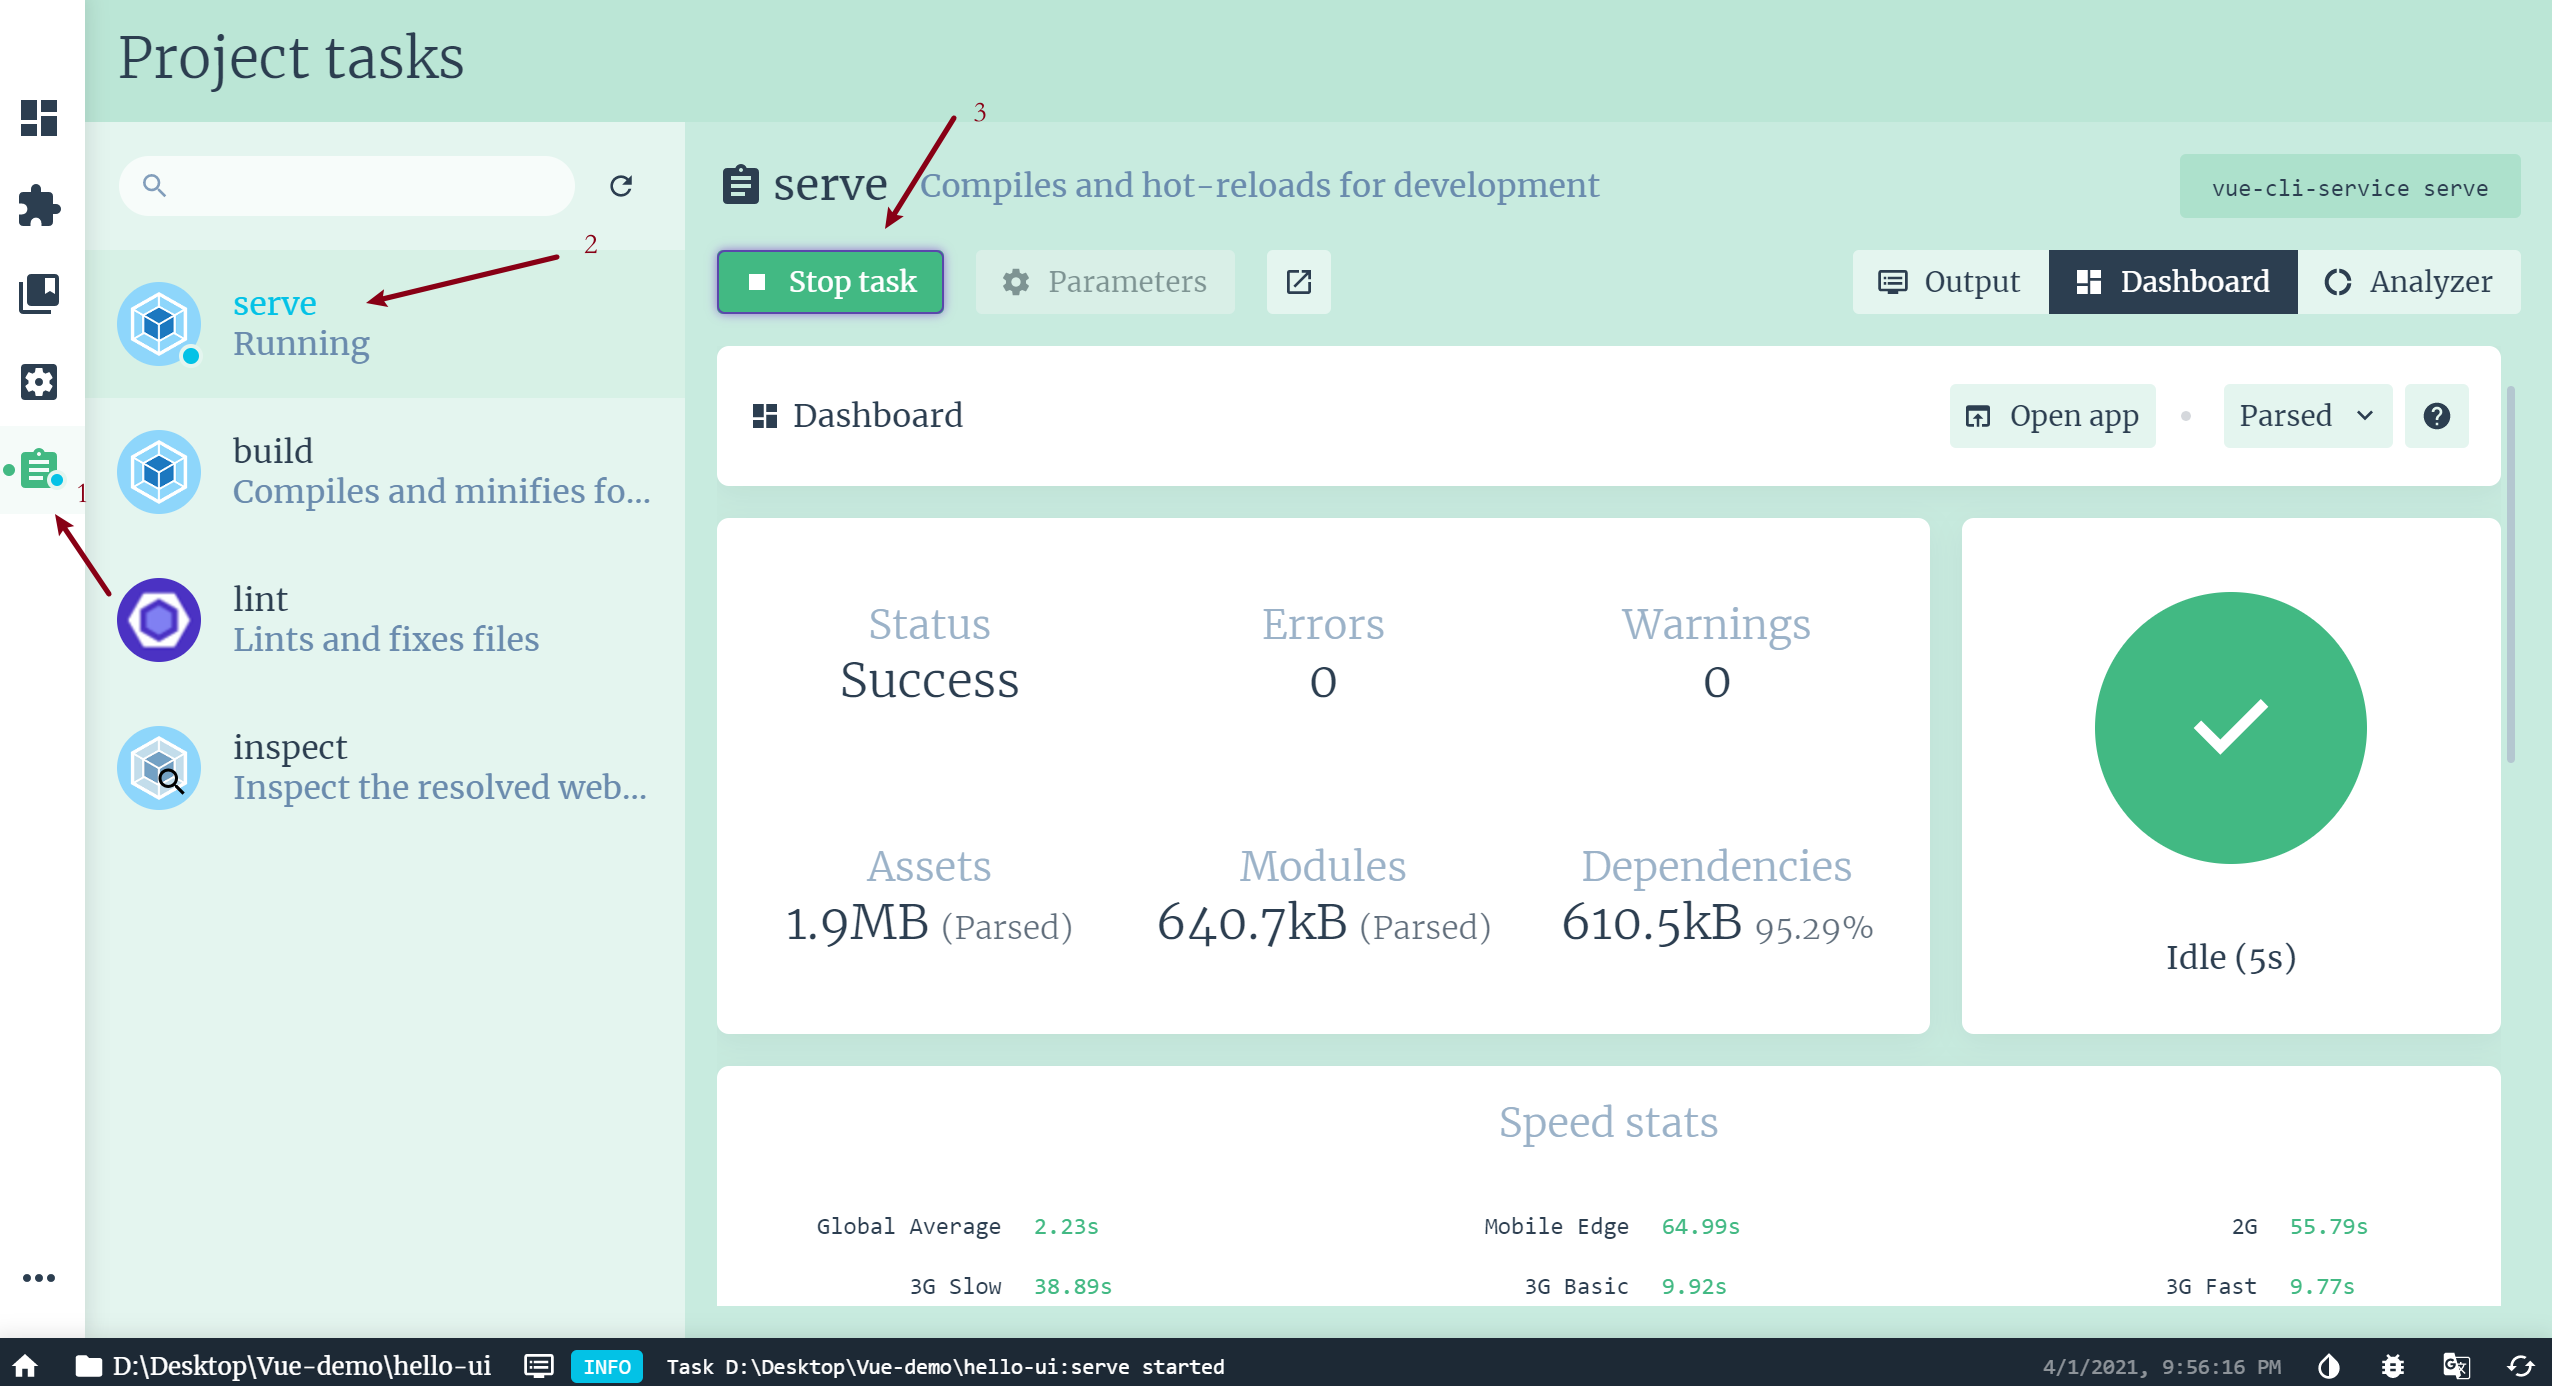 Project tasks
3
serve Compiles and hot-reloads for development
vue-cli-service serve
2
Stop task
Parameters
Output
Dashboard
Analyzer
serve
Running
Dashboard
Open app
Parsed
build
Compiles and minifies fo...
1
lint
Lints and fixes files
inspect
Inspect the resolved web...
Status
Success
Errors
0
Warnings
0
Assets
1.9MB (Parsed)
Modules
640.7kB (Parsed)
Dependencies
610.5kB 95.29%
Idle (5s)
Speed stats
Global Average 2.23s
Mobile Edge 64.99s
2G 55.79s
3G Slow 38.89s
3G Basic 9.92s
3G Fast 9.77s
D:\Desktop\Vue-demo\hello-ui
INFO
Task D:\Desktop\Vue-demo\hello-ui:serve started
4/1/2021, 9:56:16 PM